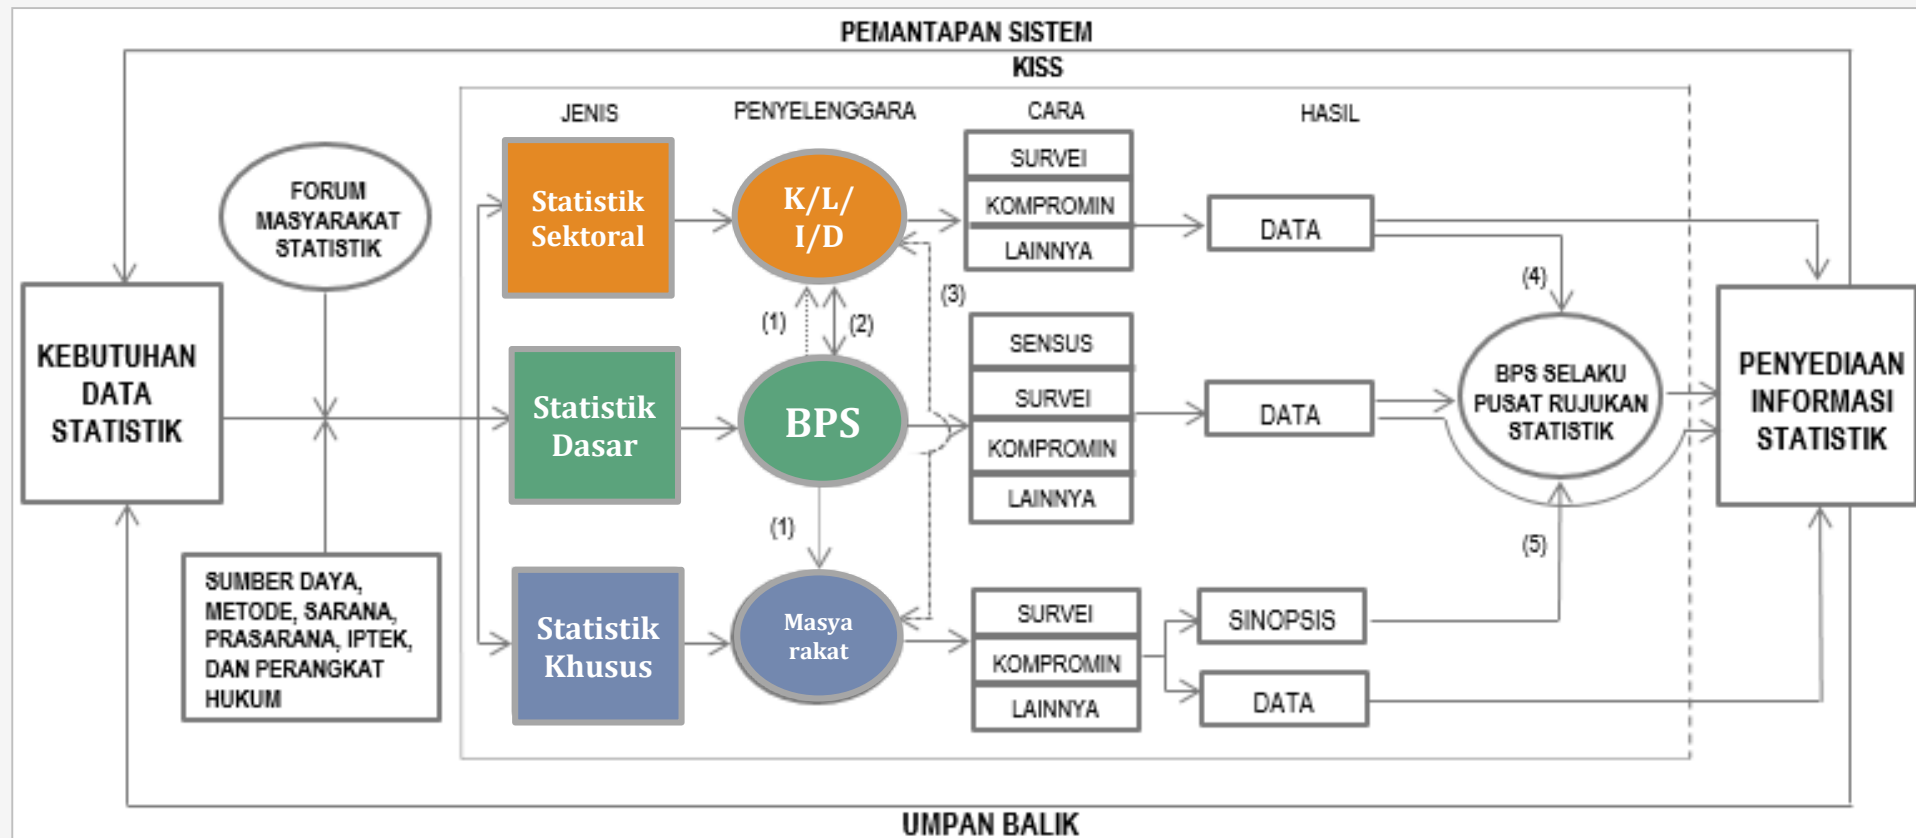 PEMANTAPAN SISTEM
KISS
JENIS
PENYELENGGARA
CARA
HASIL
FORUM
MASYARAKAT
STATISTIK
KEBUTUHAN
DATA
STATISTIK
SUMBER DAYA,
METODE, SARANA,
PRASARANA, IPTEK,
DAN PERANGKAT
HUKUM
Statistik
Sektoral
K/L/
I/D
SURVEI
KOMPROMIN
LAINNYA
DATA
(1)
(2)
(3)
(4)
Statistik
Dasar
BPS
SENSUS
SURVEI
KOMPROMIN
LAINNYA
DATA
BPS SELAKU
PUSAT RUJUKAN
STATISTIK
PENYEDIAAN
INFORMASI
STATISTIK
(1)
(5)
Statistik
Khusus
Masya
rakat
SURVEI
KOMPROMIN
LAINNYA
SINOPSIS
DATA
UMPAN BALIK